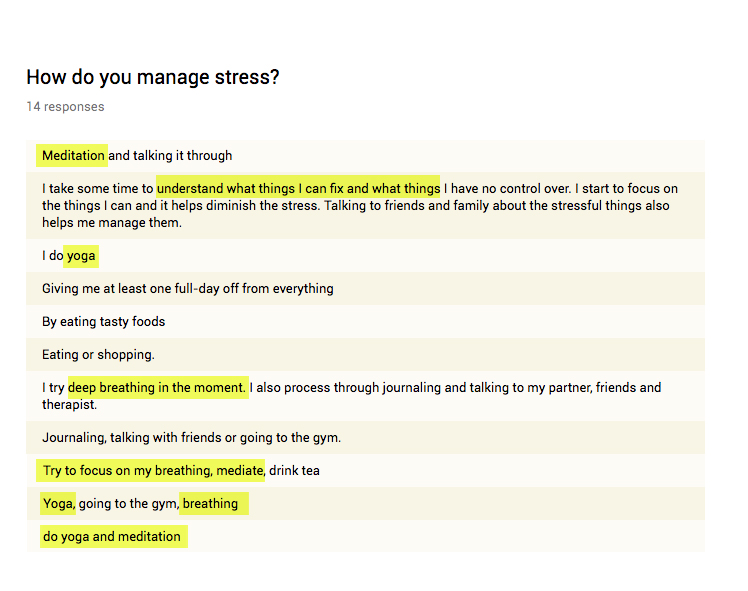 How do you manage stress?
14 responses
Meditation and talking it through
I take some time to understand what things I can fix and what things I have no control over. I start to focus on
the things I can and it helps diminish the stress. Talking to friends and family about the stressful things also
helps me manage them.
I do yoga
Giving me at least one full-day off from everything
By eating tasty foods
Eating or shopping.
I try deep breathing in the moment. I also process through journaling and talking to my partner, friends and
therapist.
Journaling, talking with friends or going to the gym.
Try to focus on my breathing, mediate, drink tea
Yoga, going to the gym, breathing
do yoga and meditation